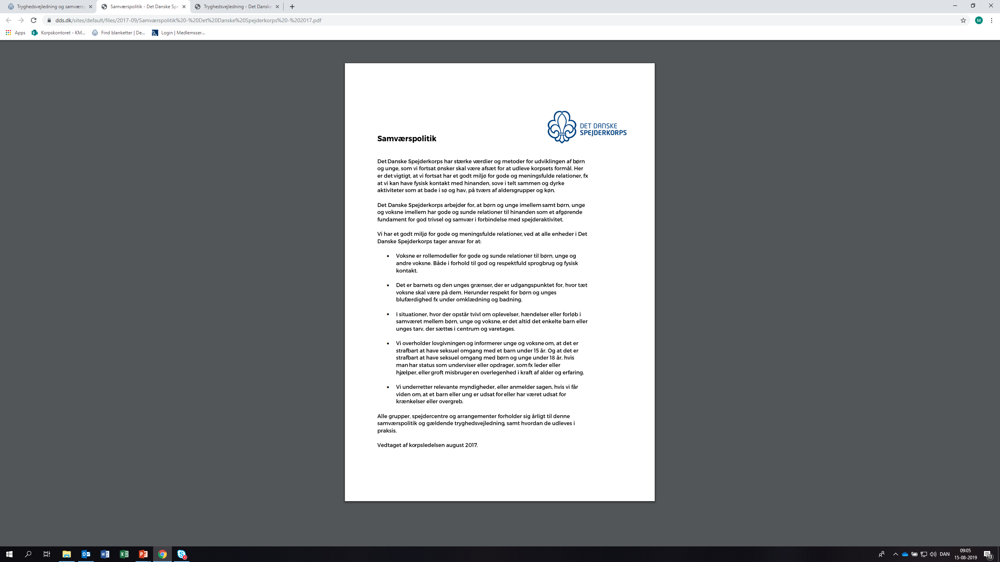 Tryghedsvejledning og samværsp
Samværspolitik - Det Danske Spe
Tryghedsvejledning - Det Danske
dds.dk/sites/default/files/2017-09/Samværspolitik%20-%20Det%20Danske%20Spejderkorps%20-%202017.pdf
M
Apps
Korpskontoret - KM...
Find blanketter | De...
Login | Medlemsser...
DET DANSKE
SPEJDERKORPS
Samværspolitik
Det Danske Spejderkorps har stærke værdier og metoder for udviklingen af børn
og unge, som vi fortsat ønsker skal være afsæt for at udleve korpsets formål. Her
er det vigtigt, at vi fortsat har et godt miljø for gode og meningsfulde relationer, fx
at vi kan have fysisk kontakt med hinanden, sove i telt sammen og dyrke
aktiviteter som at bade i sø og hav, på tværs af aldersgrupper og køn.
Det Danske Spejderkorps arbejder for, at børn og unge imellem samt børn, unge
og voksne imellem har gode og sunde relationer til hinanden som et afgørende
fundament for god trivsel og samvær i forbindelse med spejderaktivitet.
Vi har et godt miljø for gode og meningsfulde relationer, ved at alle enheder i Det
Danske Spejderkorps tager ansvar for at:
• Voksne er rollemodeller for gode og sunde relationer til børn, unge og
andre voksne. Både i forhold til god og respektfuld sprogbrug og fysisk
kontakt.
• Det er barnets og den unges grænser, der er udgangspunktet for, hvor tæt
voksne skal være på dem. Herunder respekt for børn og unges
blufærdighed fx under omklædning og badning.
• I situationer, hvor der opstår tvivl om oplevelser, hændelser eller forløb i
samværet mellem børn, unge og voksne, er det altid det enkelte barn eller
unges tarv, der sættes i centrum og varetages.
• Vi overholder lovgivningen og informerer unge og voksne om, at det er
strafbart at have seksuel omgang med et barn under 15 år. Og at det er
strafbart at have seksuel omgang med børn og unge under 18 år, hvis
man har status som underviser eller opdrager, som fx leder eller
hjælper, eller groft misbruger en overlegenhed i kraft af alder og erfaring.
• Vi underretter relevante myndigheder, eller anmelder sagen, hvis vi får
viden om, at et barn eller ung er udsat for eller har været udsat for
krænkelser eller overgreb.
Alle grupper, spejdercentre og arrangementer forholder sig årligt til denne
samværspolitik og gældende tryghedsvejledning, samt hvordan de udleves i
praksis.
Vedtaget af korpsledelsen august 2017.
DAN
09:05
15-08-2019
13